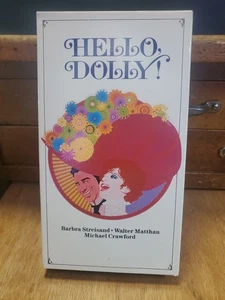 HELLO,
DOLLY!
Barbra Streisand • Walter Matthau
Michael Crawford